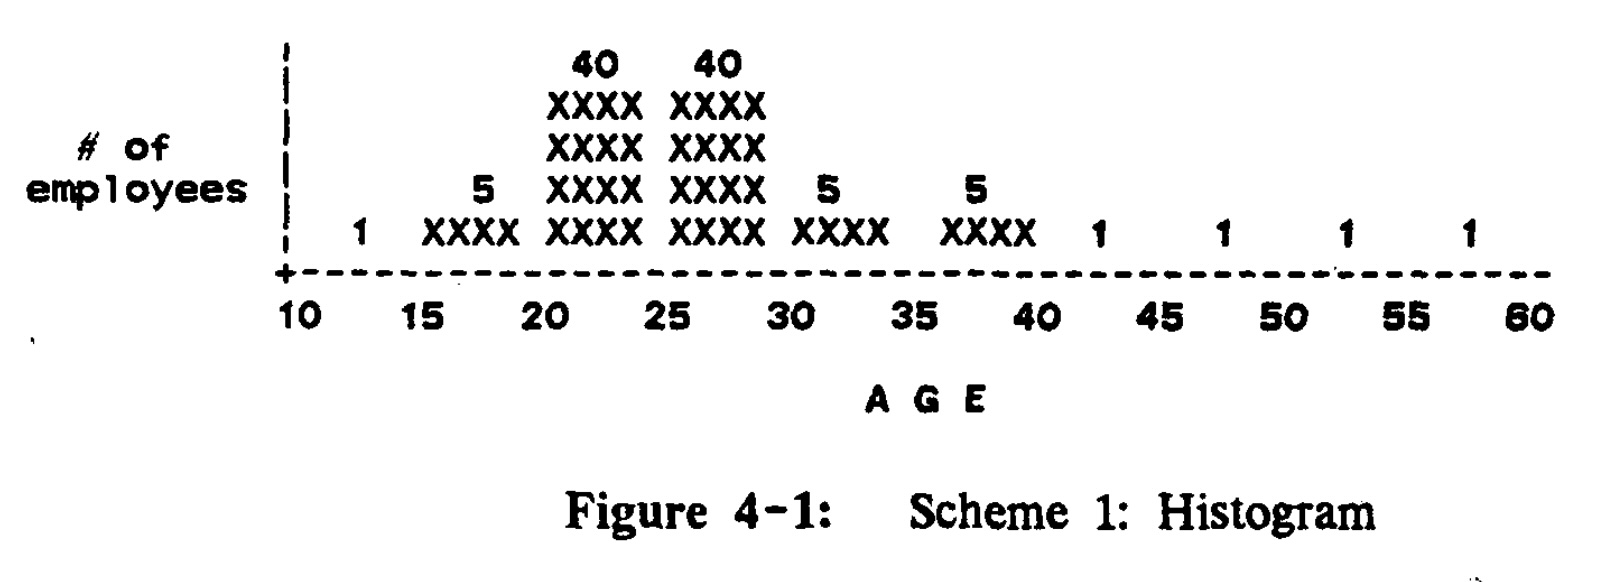 40 40
XXXX XXXX
# of XXXX XXXX
employees 5 XXXX XXXX 5 5
1 XXXX XXXX XXXX XXXX XXXX 1 1 1 1
10 15 20 25 30 35 40 45 50 55 60
A G E
Figure 4-1: Scheme 1: Histogram